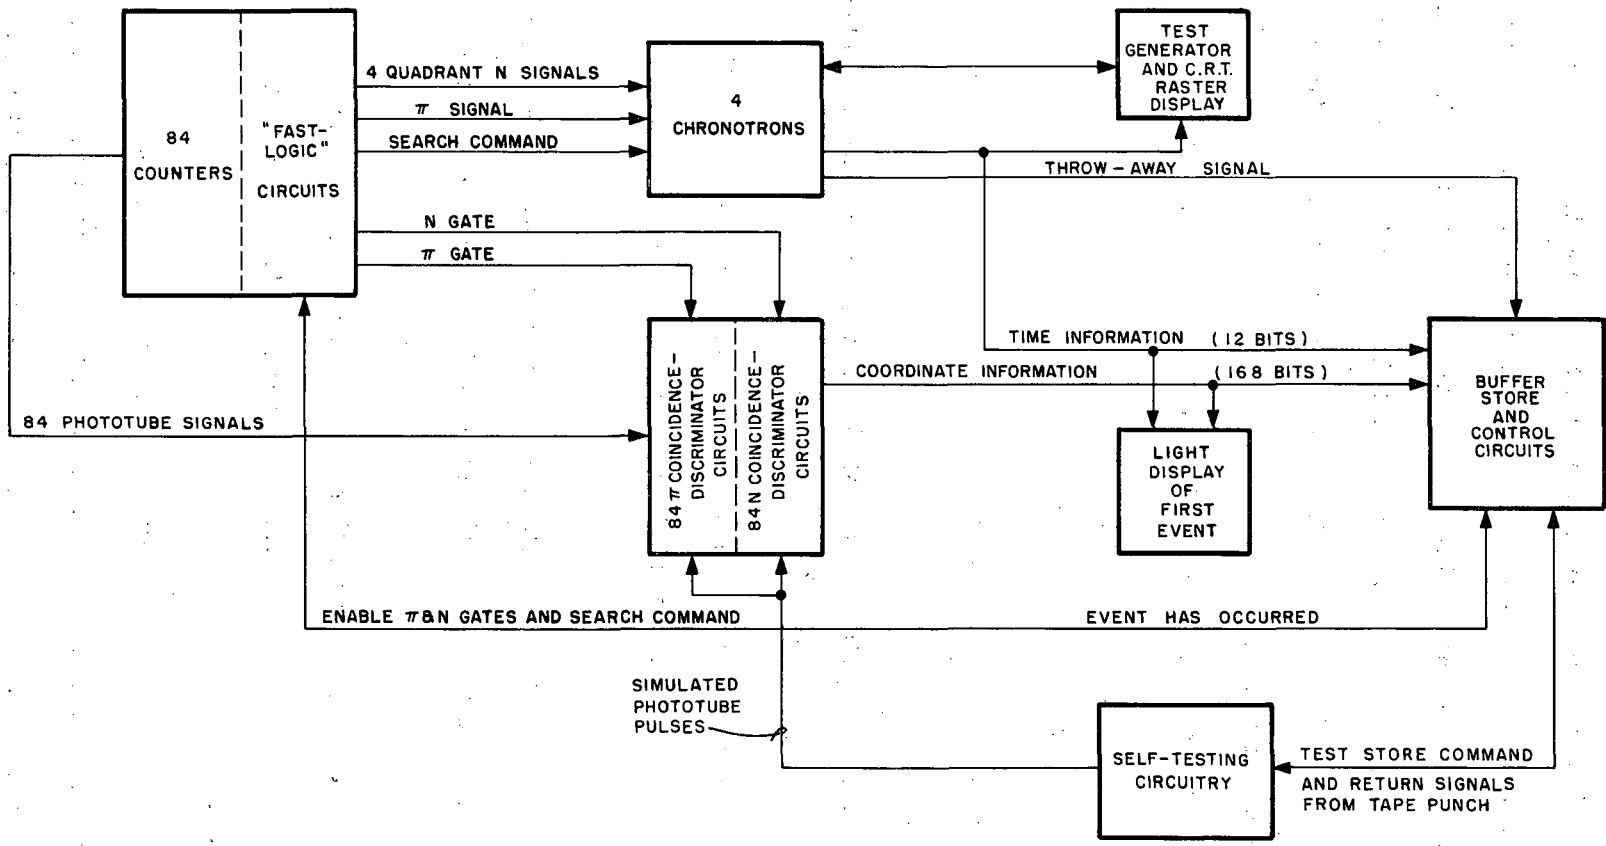 84
COUNTERS
"FAST-
LOGIC"
CIRCUITS
4 QUADRANT N SIGNALS
π SIGNAL
SEARCH COMMAND
4
CHRONOTRONS
TEST
GENERATOR
AND C.R.T.
RASTER
DISPLAY
THROW-AWAY SIGNAL
N GATE
π GATE
84 PHOTOTUBE SIGNALS
84 π COINCIDENCE-
DISCRIMINATOR
CIRCUITS
84 N COINCIDENCE-
DISCRIMINATOR
CIRCUITS
TIME INFORMATION (12 BITS)
COORDINATE INFORMATION (168 BITS)
LIGHT
DISPLAY
OF
FIRST
EVENT
BUFFER
STORE
AND
CONTROL
CIRCUITS
ENABLE π & N GATES AND SEARCH COMMAND
EVENT HAS OCCURRED
SIMULATED
PHOTOTUBE
PULSES
SELF-TESTING
CIRCUITRY
TEST STORE COMMAND
AND RETURN SIGNALS
FROM TAPE PUNCH